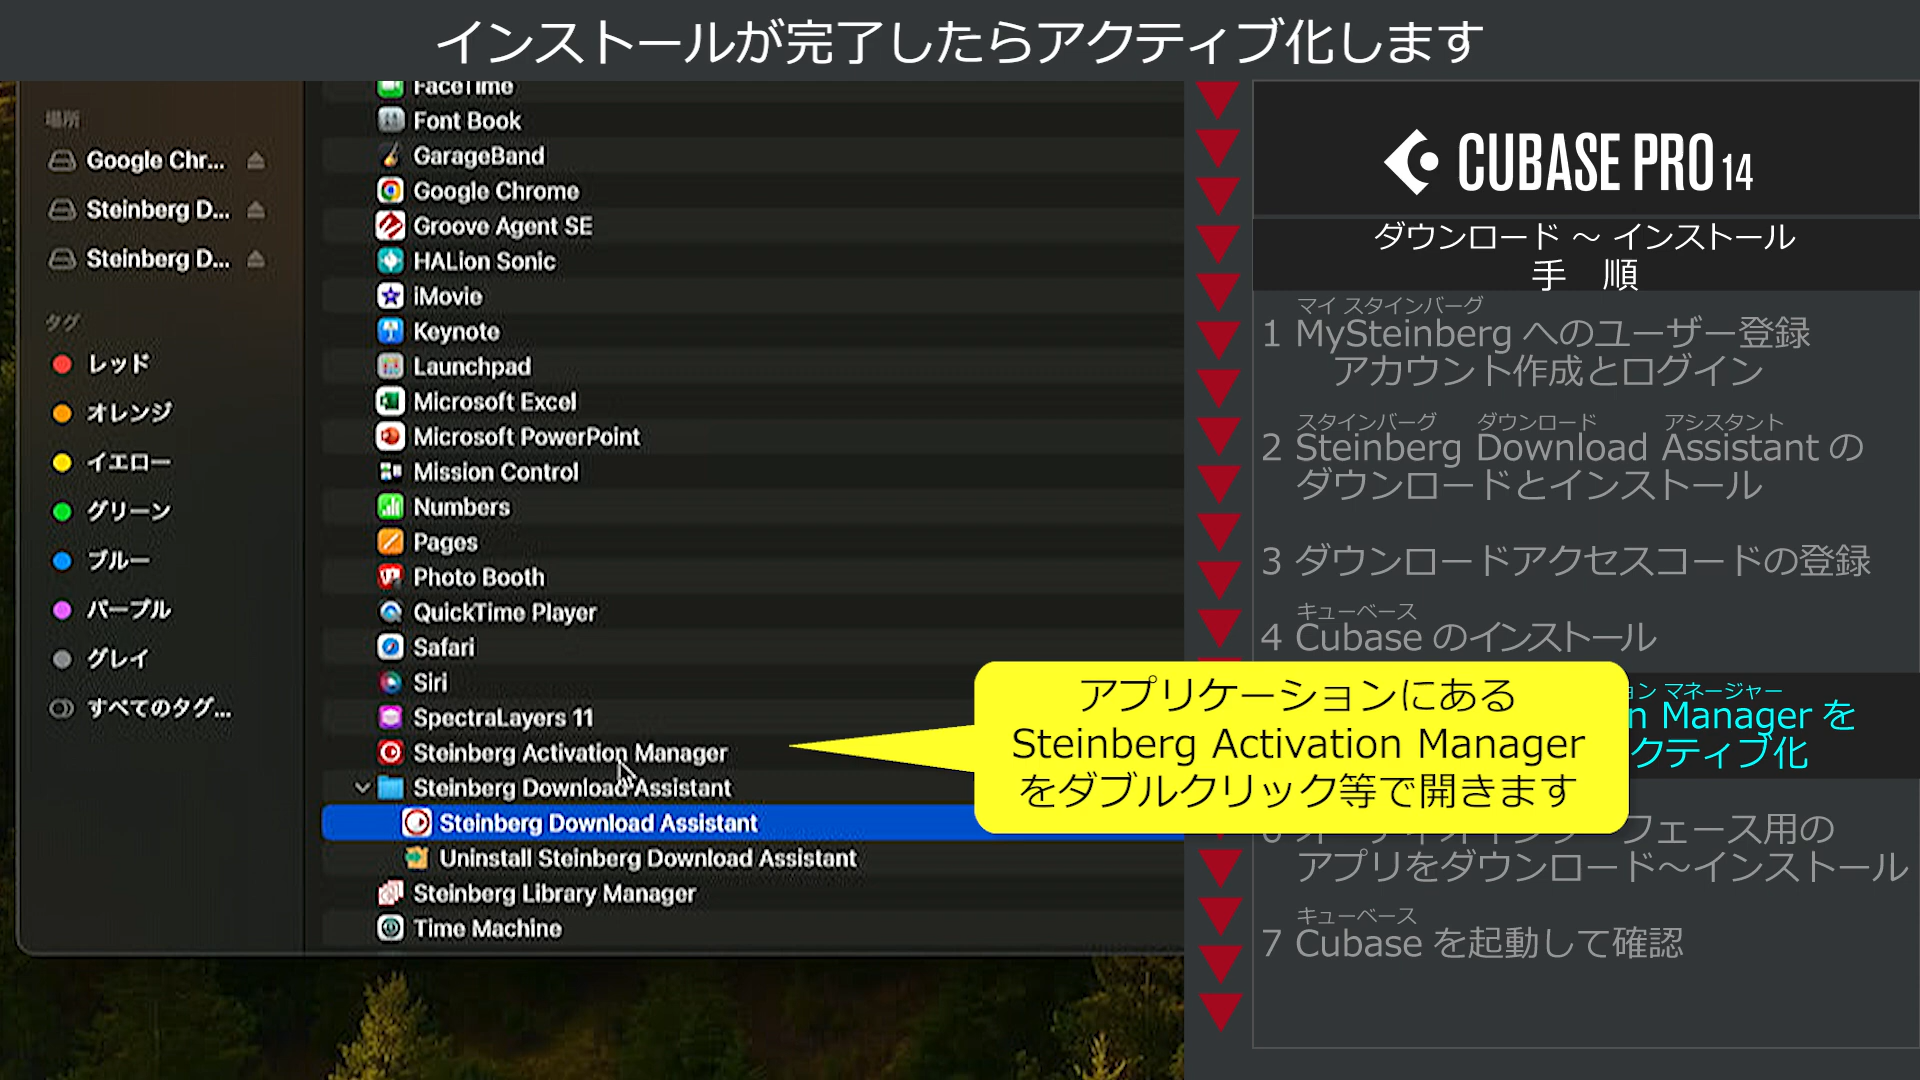 インストールが完了したらアクティブ化します
FaceTime
Font Book
GarageBand
Google Chrome
Groove Agent SE
HALion Sonic
iMovie
Keynote
Launchpad
Microsoft Excel
Microsoft PowerPoint
Mission Control
Numbers
Pages
Photo Booth
QuickTime Player
Safari
Siri
SpectraLayers 11
Steinberg Activation Manager
Steinberg Download Assistant
Steinberg Download Assistant
Uninstall Steinberg Download Assistant
Steinberg Library Manager
Time Machine
場所
Google Chr...
Steinberg D...
Steinberg D...
タグ
レッド
オレンジ
イエロー
グリーン
ブルー
パープル
グレイ
すべてのタグ...
アプリケーションにある
Steinberg Activation Manager
をダブルクリック等で開きます
CUBASE PRO 14
ダウンロード ～ インストール
手 順
マイ スタインバーグ
1 MySteinberg へのユーザー登録
アカウント作成とログイン
スタインバーグ ダウンロード アシスタント
2 Steinberg Download Assistant の
ダウンロードとインストール
3 ダウンロードアクセスコードの登録
キューベース
4 Cubase のインストール
ン マネージャー
n Manager を
クティブ化
フェース用の
アプリをダウンロード～インストール
キューベース
7 Cubase を起動して確認